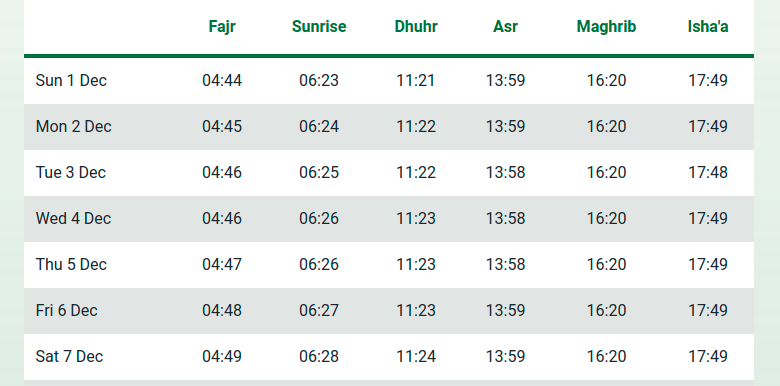 Fajr Sunrise Dhuhr Asr Maghrib Isha'a
Sun 1 Dec 04:44 06:23 11:21 13:59 16:20 17:49
Mon 2 Dec 04:45 06:24 11:22 13:59 16:20 17:49
Tue 3 Dec 04:46 06:25 11:22 13:58 16:20 17:48
Wed 4 Dec 04:46 06:26 11:23 13:58 16:20 17:49
Thu 5 Dec 04:47 06:26 11:23 13:58 16:20 17:49
Fri 6 Dec 04:48 06:27 11:23 13:59 16:20 17:49
Sat 7 Dec 04:49 06:28 11:24 13:59 16:20 17:49